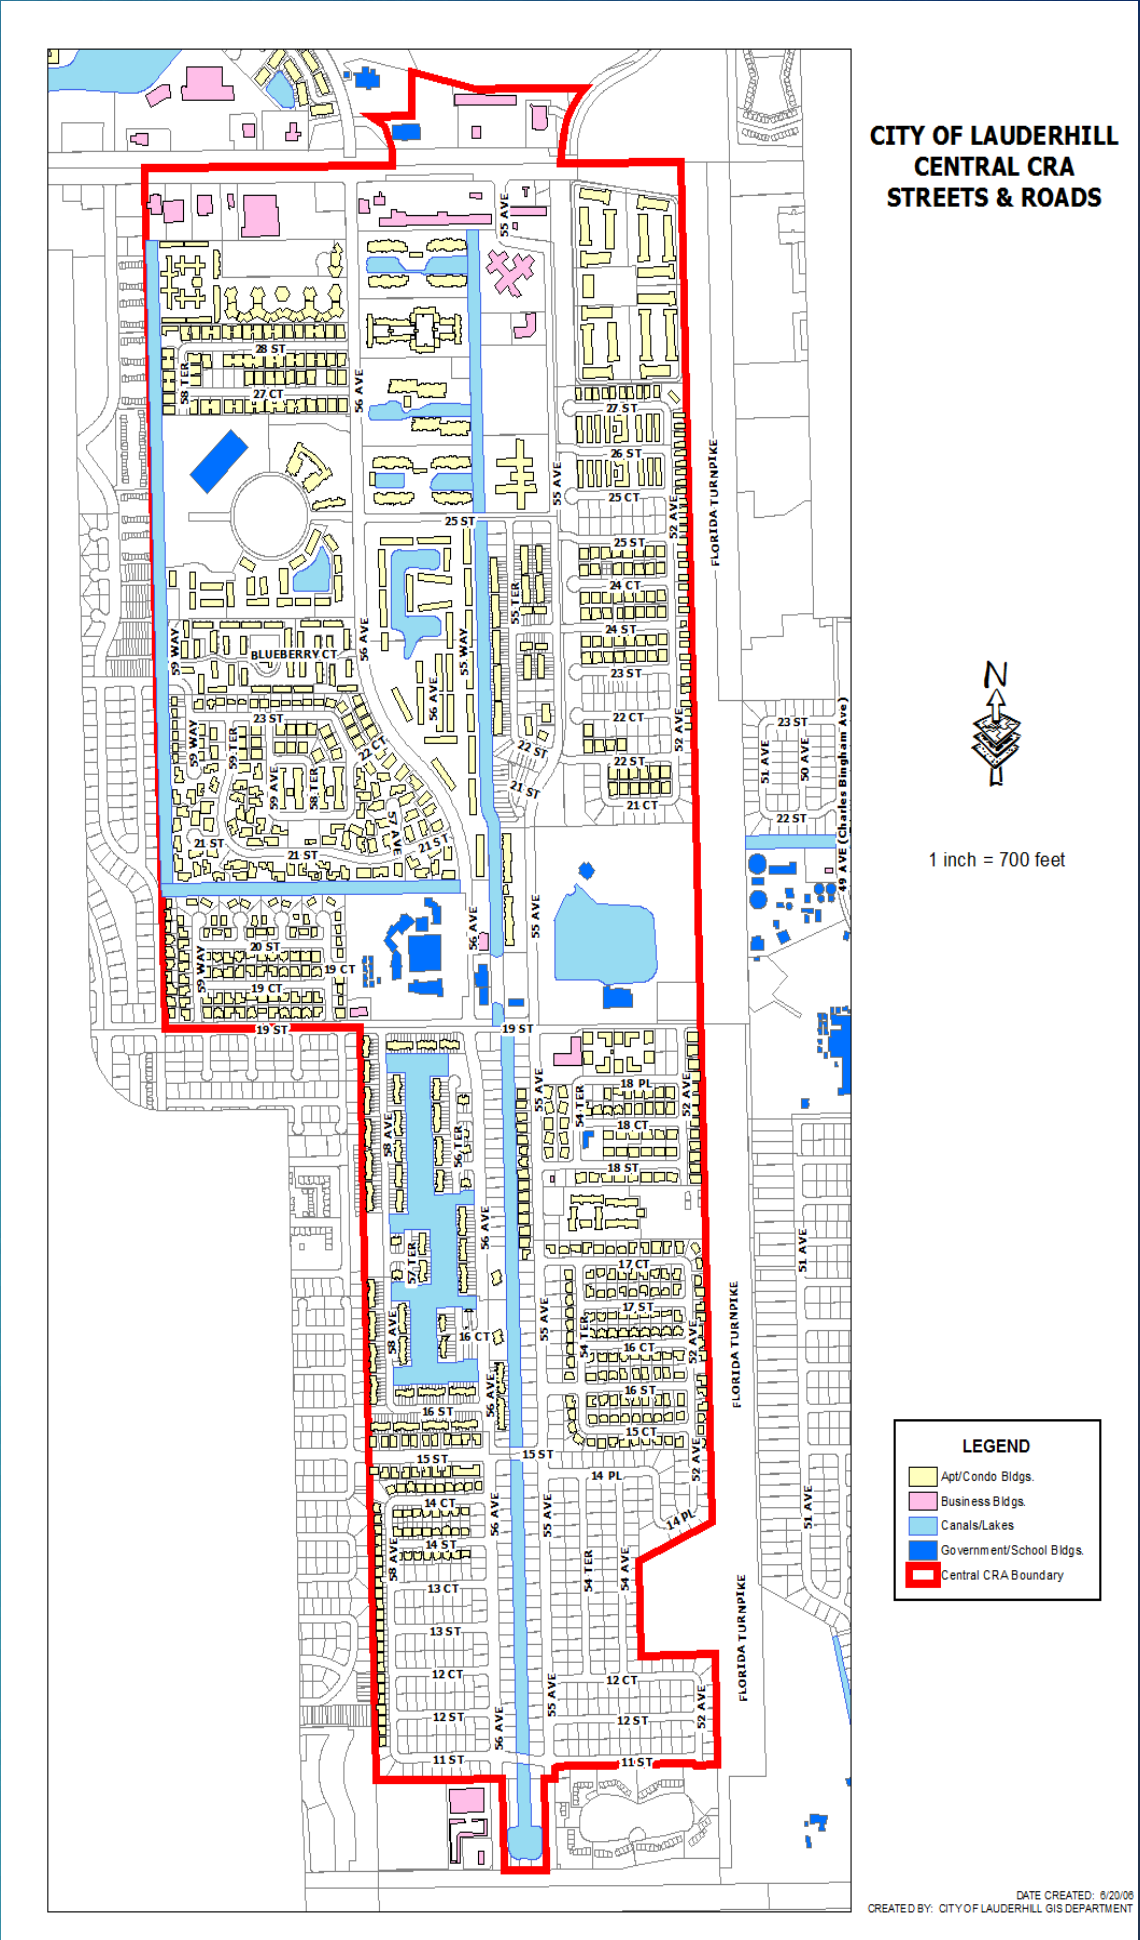 CITY OF LAUDERHILL
CENTRAL CRA
STREETS & ROADS
55 AVE
28 ST
58 TER
27 CT
56 AVE
27 ST
26 ST
55 AVE
25 CT
52 AVE
FLORIDA TURNPIKE
25 ST
25 ST
24 CT
55 TER
24 ST
59 WAY
BLUEBERRY CT
56 AVE
55 WAY
23 ST
56 AVE
N
23 ST
22 CT
52 AVE
59 WAY
59 TER
22 CT
22 ST
22 ST
23 ST
51 AVE
50 AVE
49 AVE (Charles Bingham Ave)
59 AVE
58 TER
21 ST
21 CT
22 ST
57 AVE
21 ST
21 ST
21 ST
1 inch = 700 feet
56 AVE
55 AVE
20 ST
59 WAY
19 CT
19 CT
19 ST
19 ST
18 PL
55 AVE
54 TER
52 AVE
58 AVE
56 TER
18 CT
18 ST
56 AVE
51 AVE
57 TER
17 CT
17 ST
55 AVE
54 TER
52 AVE
58 AVE
16 CT
16 CT
FLORIDA TURNPIKE
16 ST
56 AVE
16 ST
15 CT
15 ST
15 ST
52 AVE
14 PL
LEGEND
Apt/Condo Bldgs.
Business Bldgs.
Canals/Lakes
Government/School Bldgs.
Central CRA Boundary
14 CT
56 AVE
55 AVE
14 PL
51 AVE
14 ST
58 AVE
54 TER
54 AVE
13 CT
13 ST
FLORIDA TURNPIKE
12 CT
12 CT
55 AVE
52 AVE
12 ST
12 ST
56 AVE
11 ST
11 ST
DATE CREATED: 6/20/06
CREATED BY: CITY OF LAUDERHILL GIS DEPARTMENT